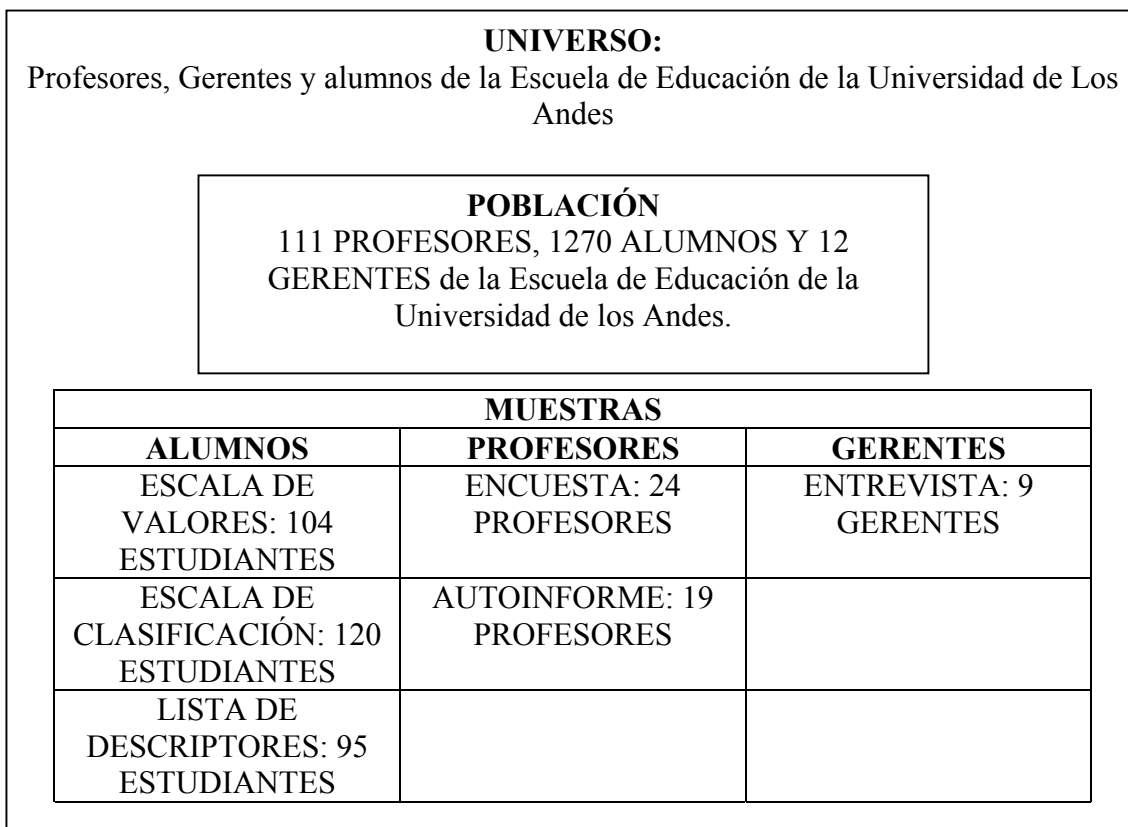 UNIVERSO:
Profesores, Gerentes y alumnos de la Escuela de Educación de la Universidad de Los
Andes
POBLACIÓN
111 PROFESORES, 1270 ALUMNOS Y 12
GERENTES de la Escuela de Educación de la
Universidad de los Andes.
MUESTRAS
ALUMNOS
PROFESORES
GERENTES
ESCALA DE
VALORES: 104
ESTUDIANTES
ENCUESTA: 24
PROFESORES
ENTREVISTA: 9
GERENTES
ESCALA DE
CLASIFICACIÓN: 120
ESTUDIANTES
AUTOINFORME: 19
PROFESORES
LISTA DE
DESCRIPTORES: 95
ESTUDIANTES